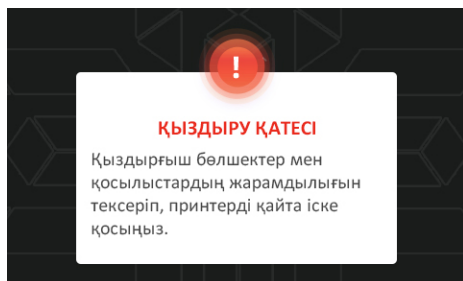 !
ҚЫЗДЫРУ ҚАТЕСІ
Қыздырғыш бөлшектер мен
қосылыстардың жарамдылығын
тексеріп, принтерді қайта іске
қосыңыз.